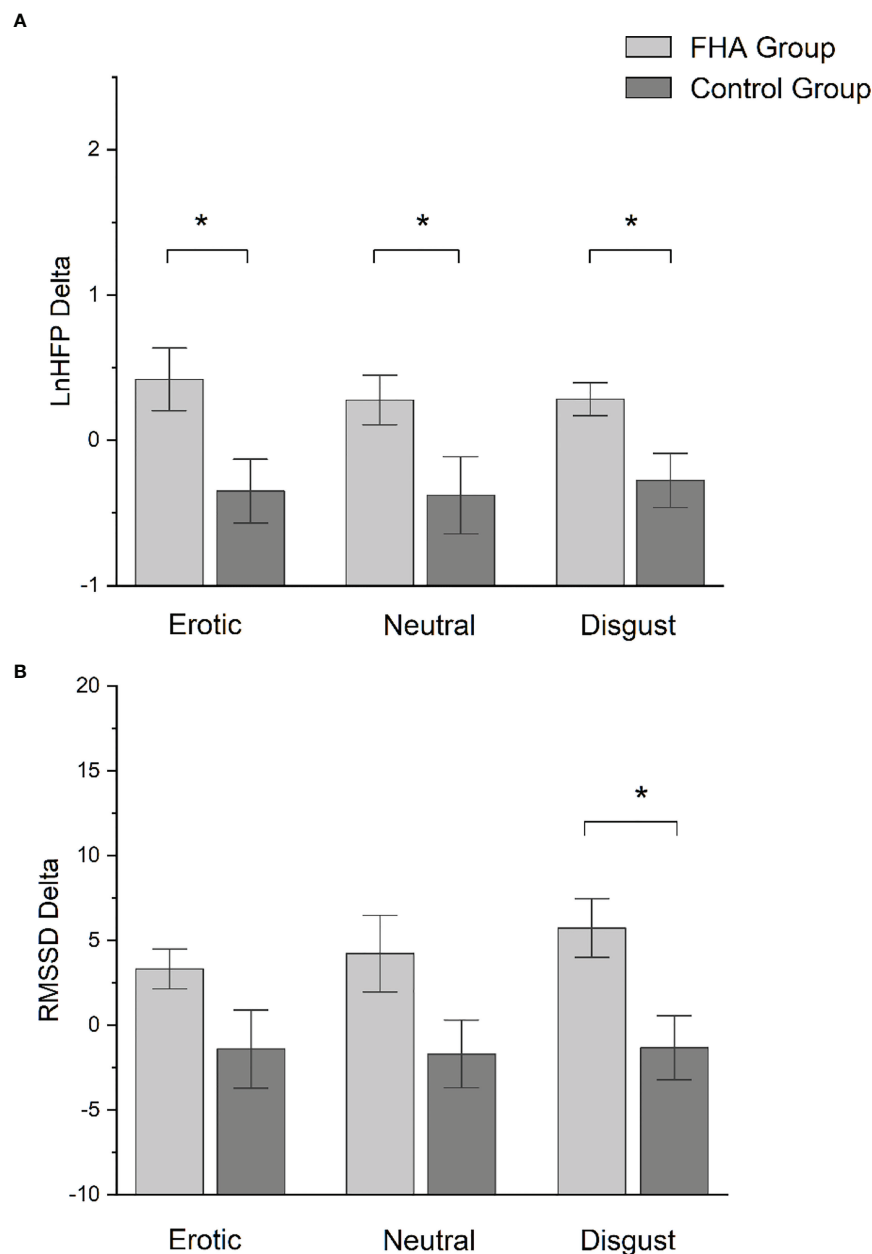 A
FHA Group
Control Group
2
1
0
-1
LnHFP Delta
*
*
*
Erotic Neutral Disgust
B
20
15
10
5
0
-5
-10
RMSSD Delta
*
Erotic Neutral Disgust